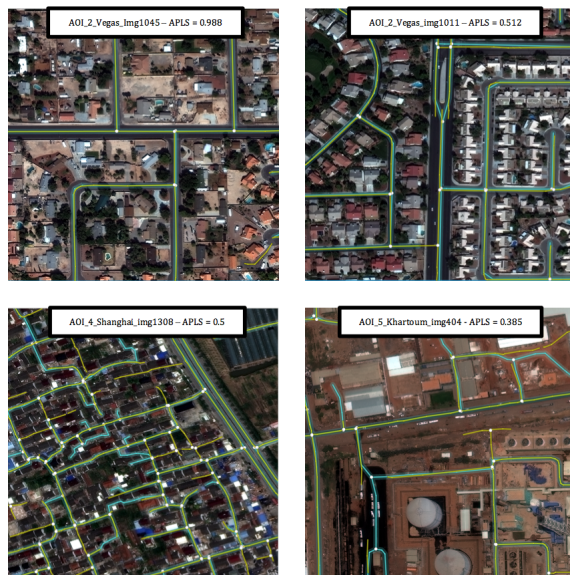 AOI_2_Vegas_Img1045 – APLS = 0.988
AOI_2_Vegas_img1011 – APLS = 0.512
AOI_4_Shanghai_img1308 – APLS = 0.5
AOI_5_Khartoum_img404 - APLS = 0.385